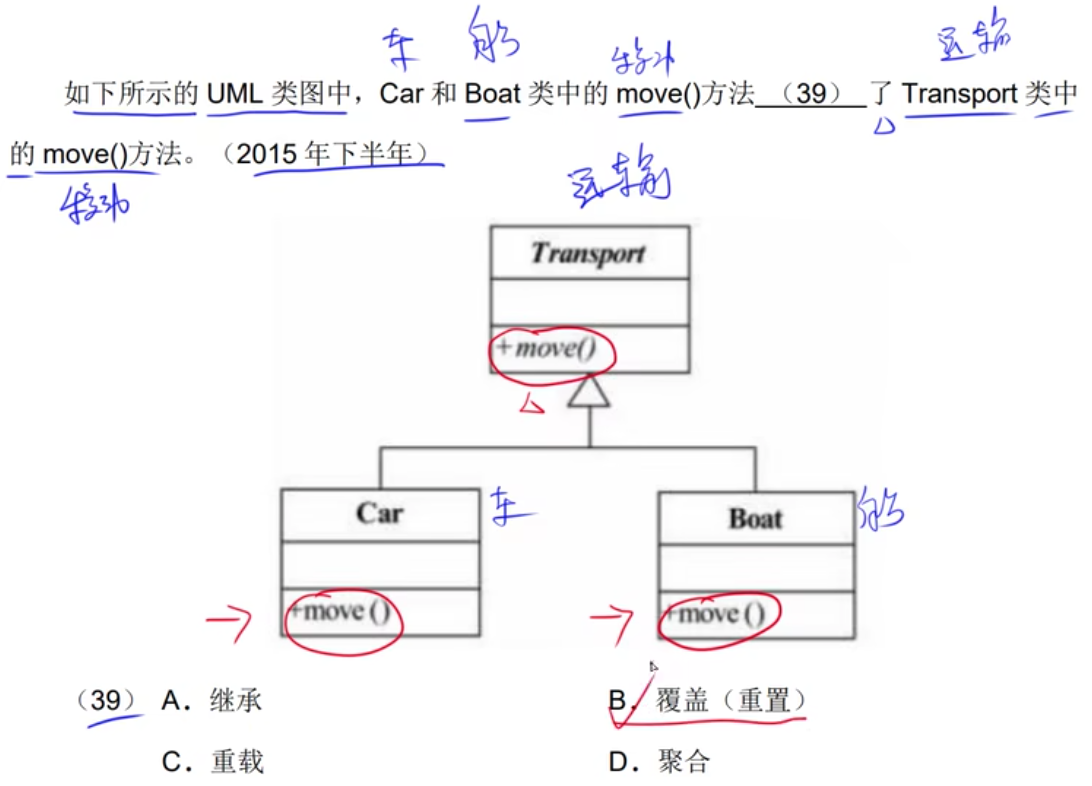 车 船 移动 运输
如下所示的 UML 类图中，Car 和 Boat 类中的 move()方法 （39） 了 Transport 类中
的 move()方法。（2015 年下半年）
移动 运输
Transport
+move()
Car 车 Boat 船
+move () +move ()
（39） A．继承 B．覆盖（重置）
C．重载 D．聚合